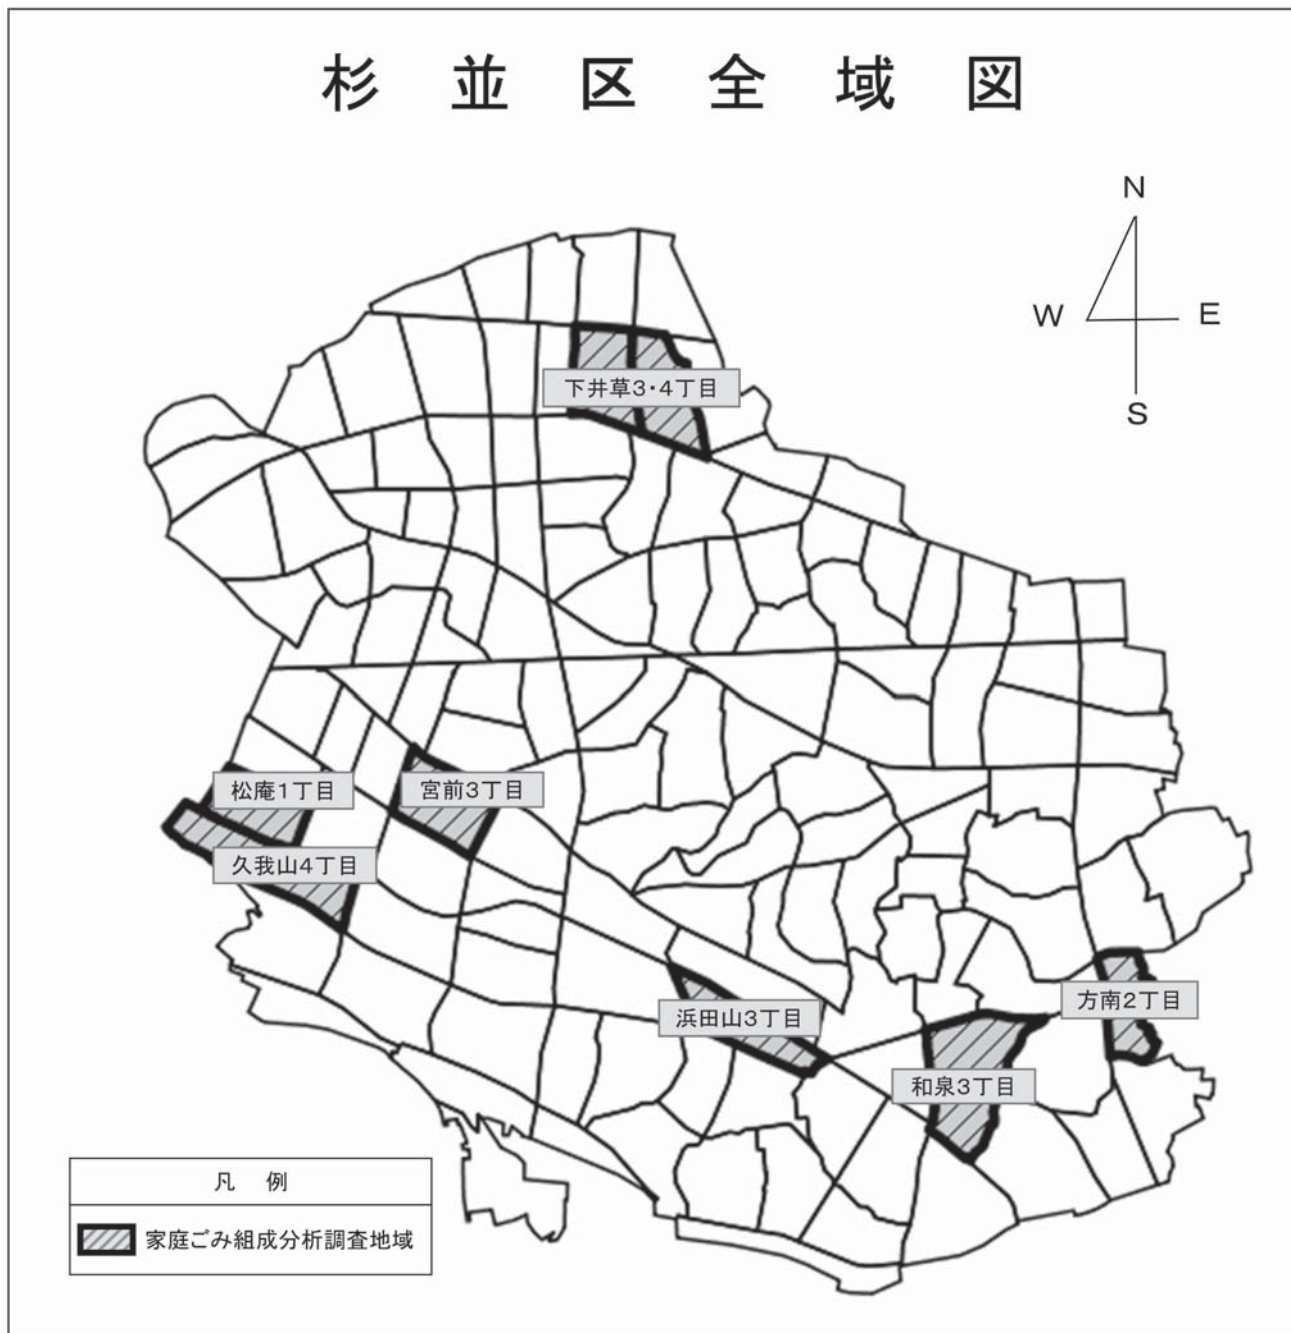 杉並区全域図
N
W
E
S
下井草3・4丁目
松庵1丁目
宮前3丁目
久我山4丁目
方南2丁目
浜田山3丁目
和泉3丁目
凡 例
家庭ごみ組成分析調査地域